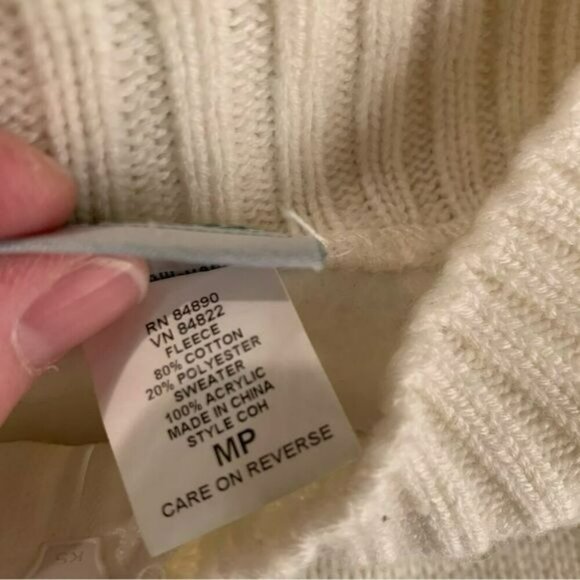 RN 84890
VN 84822
FLEECE
80% COTTON
20% POLYESTER
SWEATER
100% ACRYLIC
MADE IN CHINA
STYLE COH
MP
CARE ON REVERSE